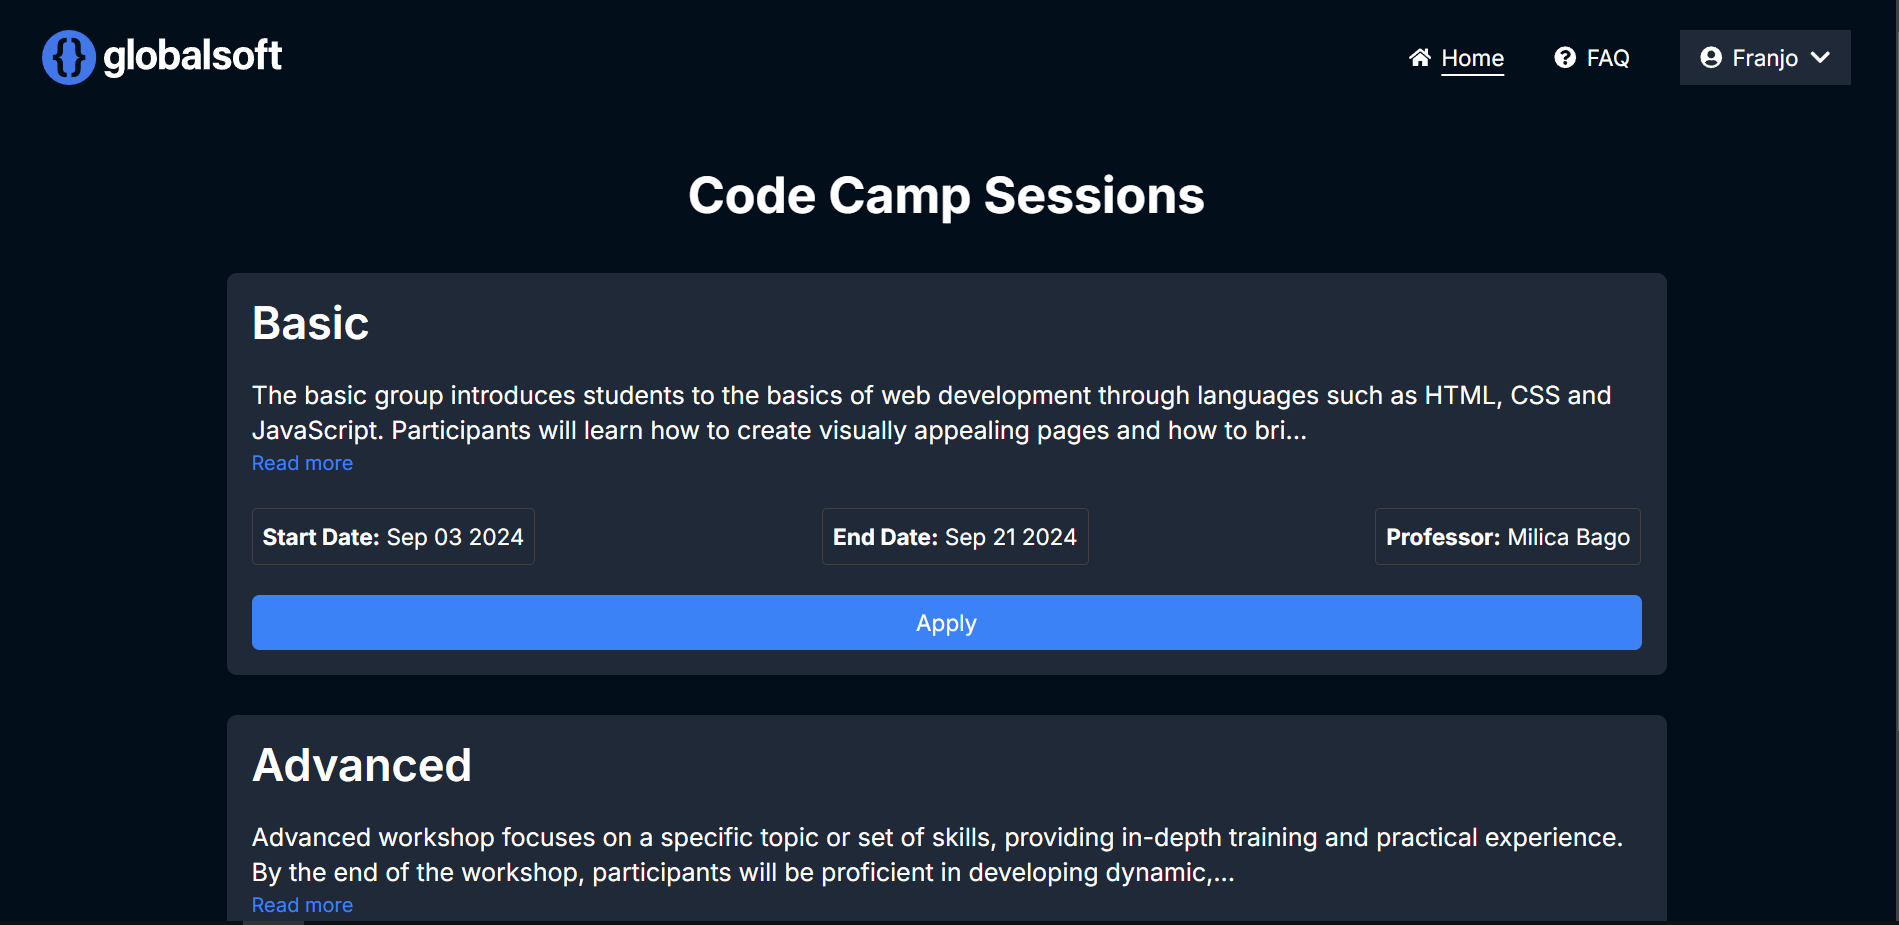 globalsoft
Home
FAQ
Franjo
Code Camp Sessions
Basic
The basic group introduces students to the basics of web development through languages such as HTML, CSS and
JavaScript. Participants will learn how to create visually appealing pages and how to bri...
Read more
Start Date: Sep 03 2024
End Date: Sep 21 2024
Professor: Milica Bago
Apply
Advanced
Advanced workshop focuses on a specific topic or set of skills, providing in-depth training and practical experience.
By the end of the workshop, participants will be proficient in developing dynamic,...
Read more